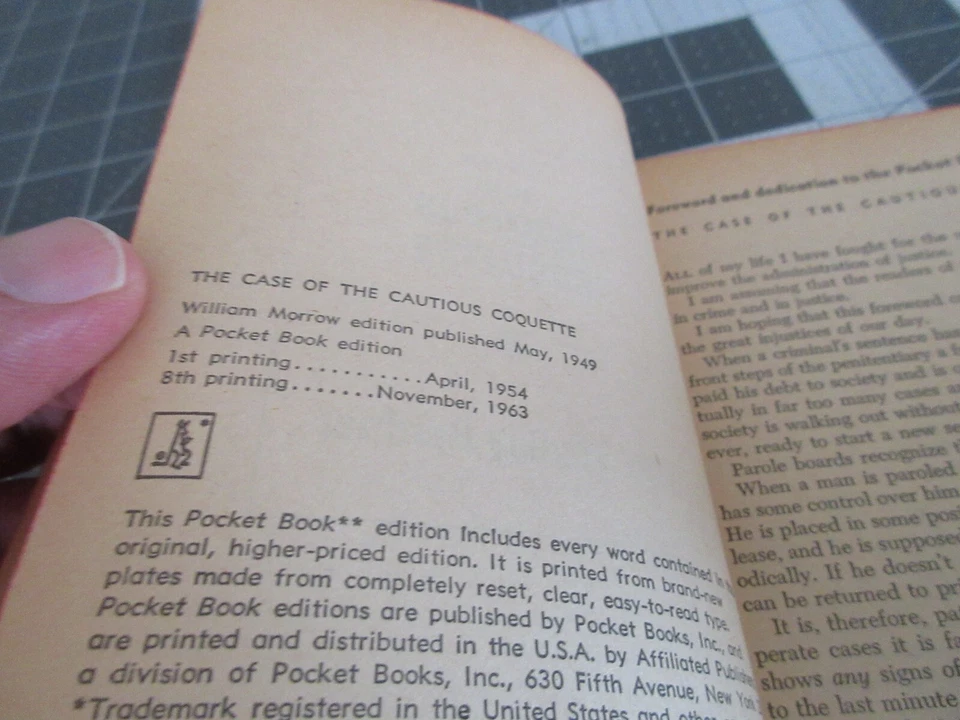 THE CASE OF THE CAUTIOUS COQUETTE
William Morrow edition published May, 1949
A Pocket Book edition
1st printing...........April, 1954
8th printing.......November, 1963
This Pocket Book** edition includes every word contained in
original, higher-priced edition. It is printed from brand-new
plates made from completely reset, clear, easy-to-read type.
Pocket Book editions are published by Pocket Books, Inc., and
are printed and distributed in the U.S.A. by Affiliated
a division of Pocket Books, Inc., 630 Fifth Avenue, New
*Trademark registered in the United States and other
Foreword and dedication to the Pocket
THE CASE OF THE
ALL of my life I have fought for the
improve the administration of justice.
I am assuming that the readers of
in crime and in justice.
I am hoping that this foreword
the great injustices of our day.
When a criminal's sentence has
front steps of the penitentiary a
paid his debt to society and is
tually in far too many cases
society is walking out without
ever, ready to start a new
Parole boards recognize
When a man is paroled
has some control over him
He is placed in some
lease, and he is supposed
odically. If he doesn't
can be returned to
It is, therefore,
perate cases it is
shows any signs of
to the last minute